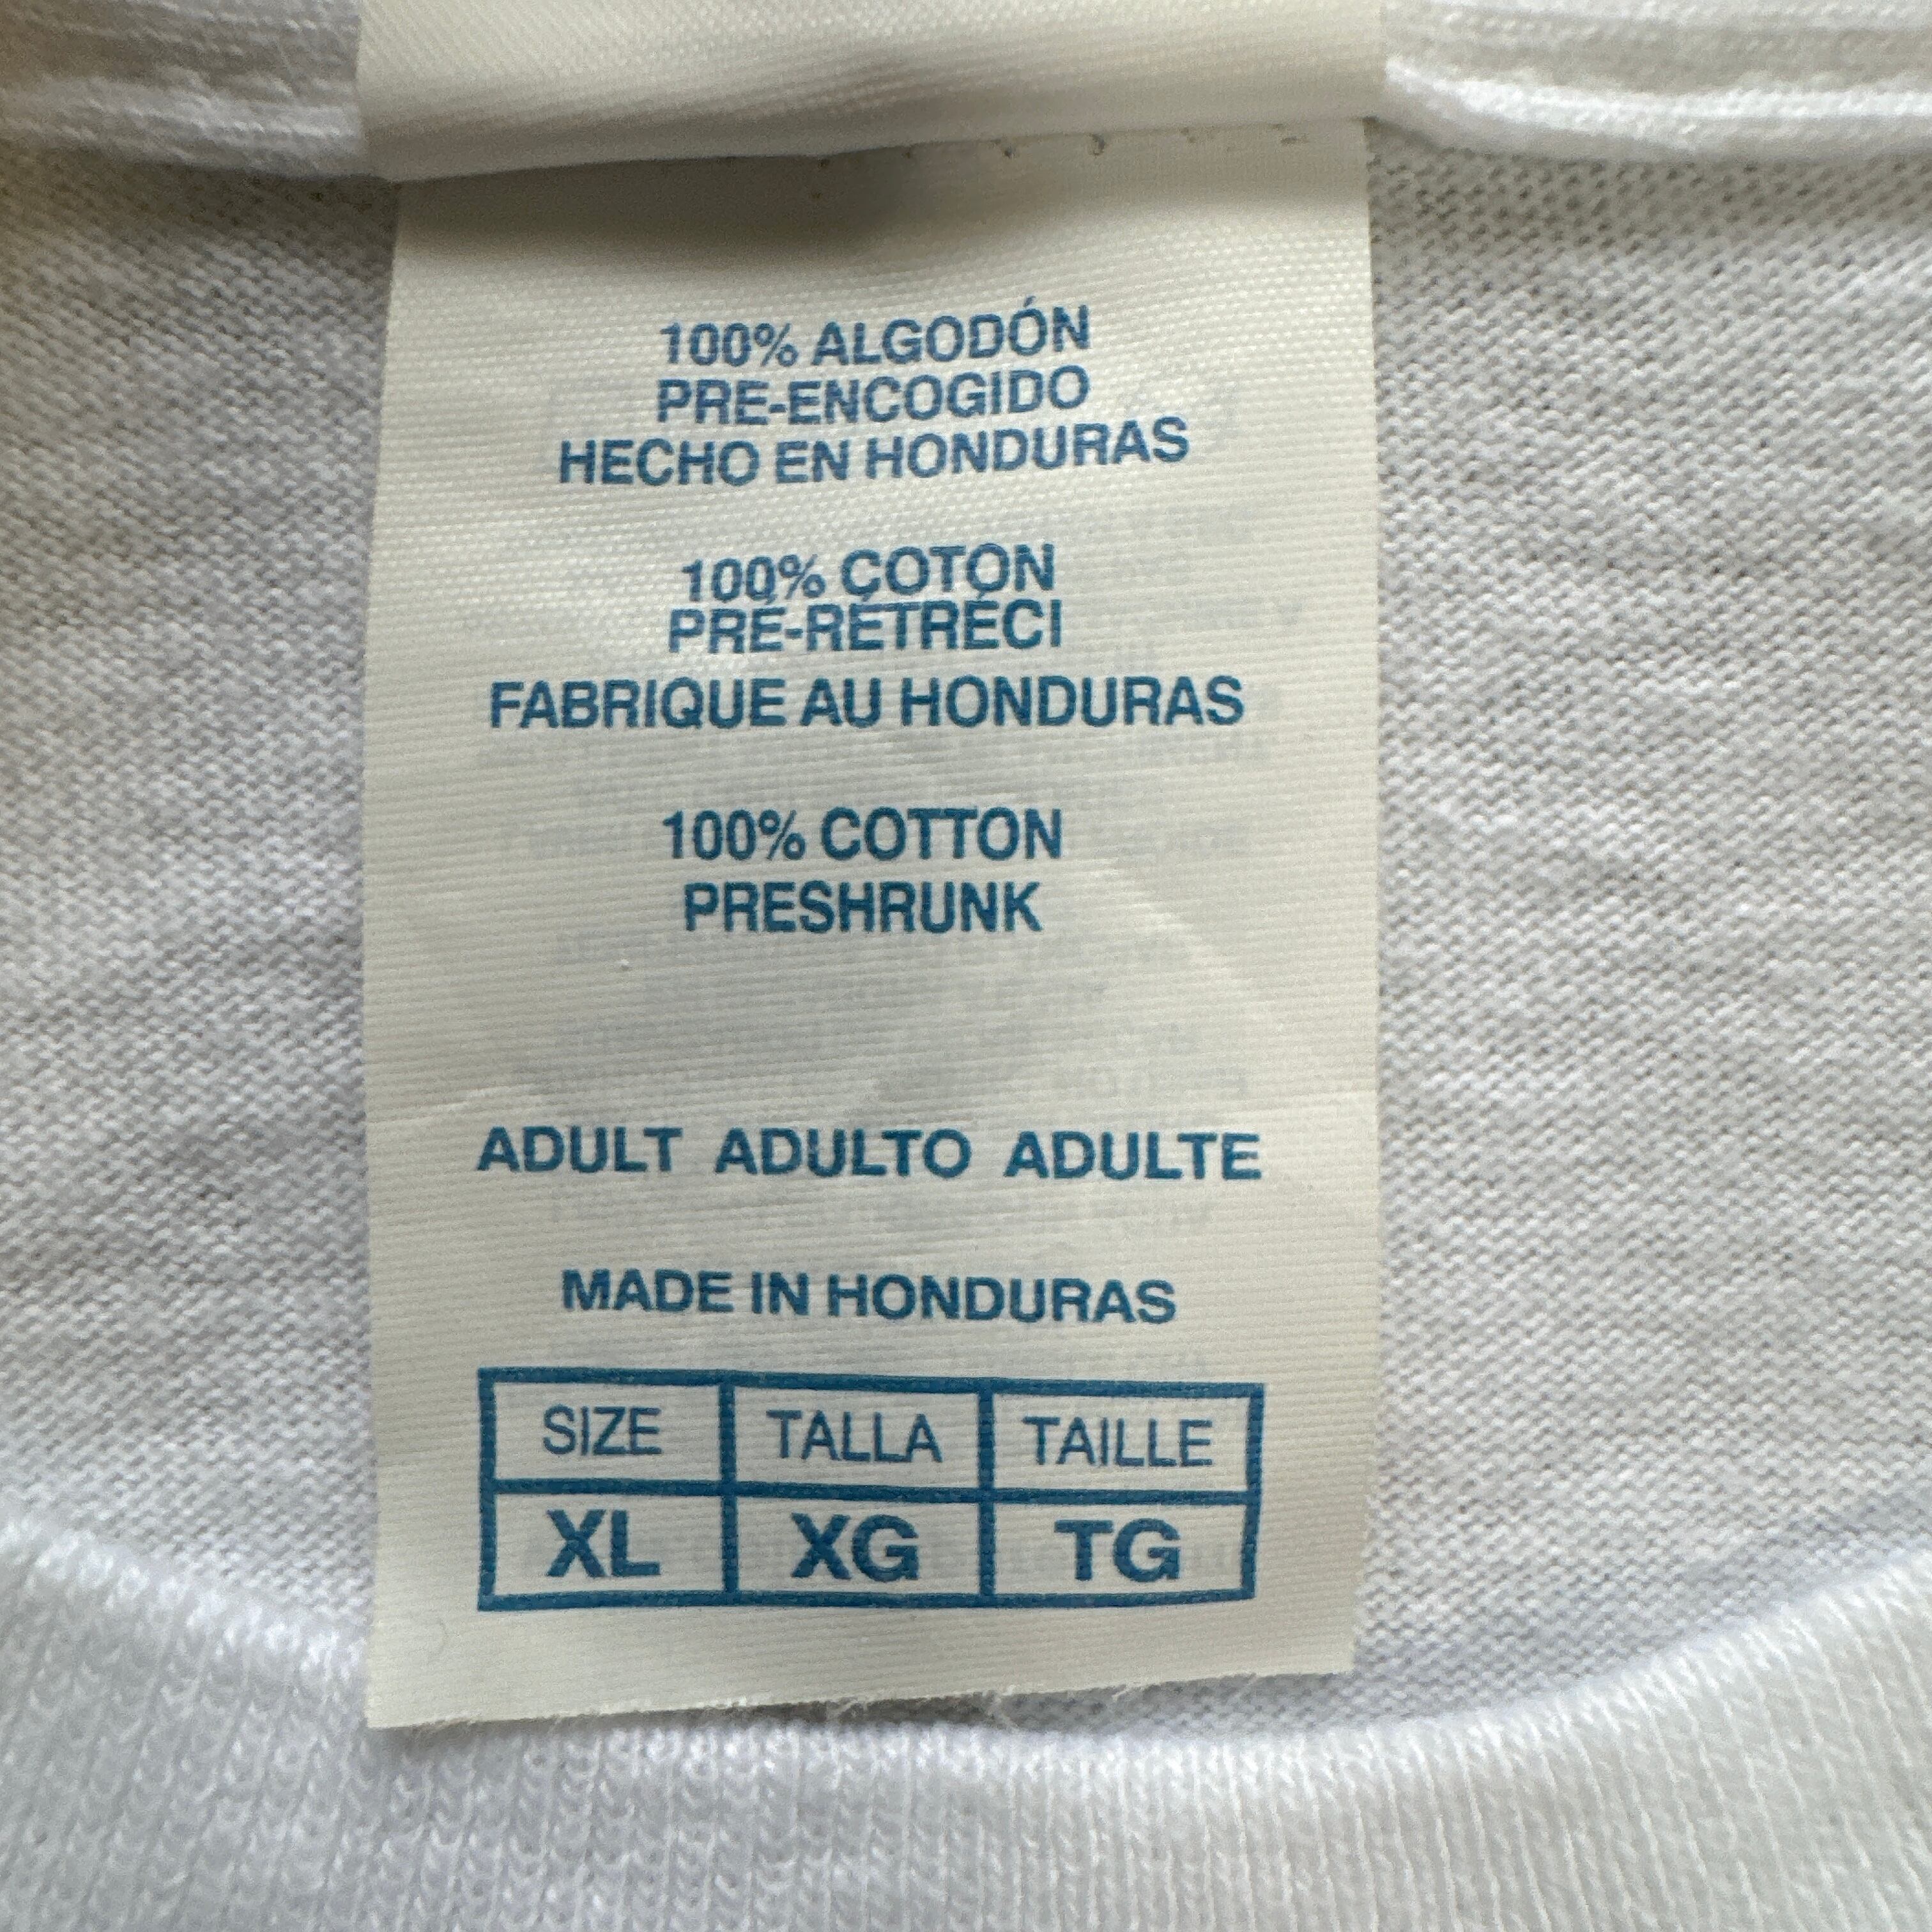 100% ALGODÓN
PRE-ENCOGIDO
HECHO EN HONDURAS
100% COTON
PRÉ-RÉTRÉCI
FABRIQUE AU HONDURAS
100% COTTON
PRESHRUNK
ADULT ADULTO ADULTE
MADE IN HONDURAS
SIZE TALLA TAILLE
XL XG TG